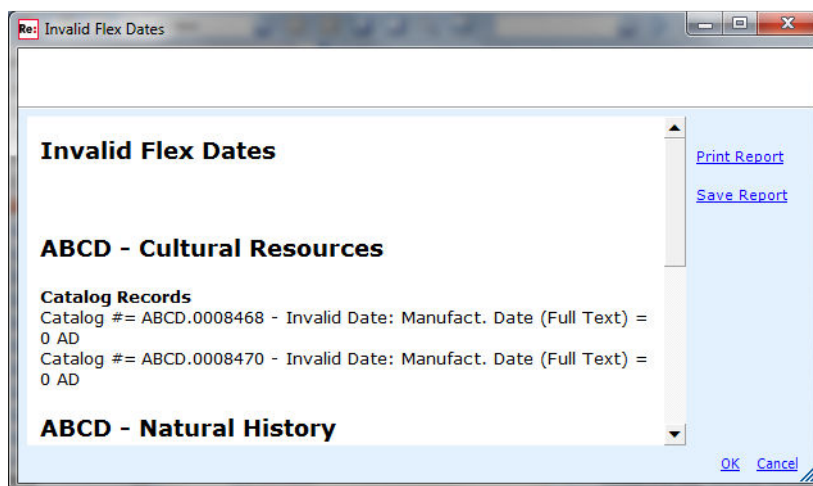 Re: Invalid Flex Dates
Invalid Flex Dates
Print Report
Save Report
ABCD - Cultural Resources
Catalog Records
Catalog #= ABCD.0008468 - Invalid Date: Manufact. Date (Full Text) =
0 AD
Catalog #= ABCD.0008470 - Invalid Date: Manufact. Date (Full Text) =
0 AD
ABCD - Natural History
OK Cancel